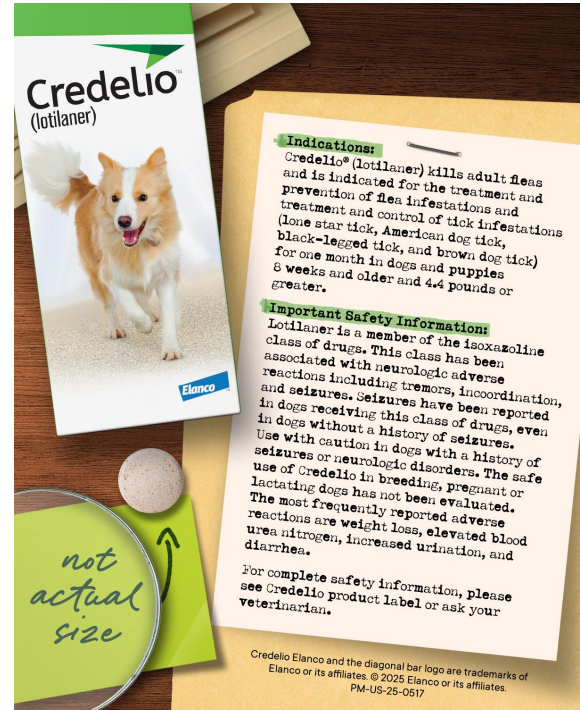 Credelio™
(lotilaner)
Elanco
Indications:
Credelio® (lotilaner) kills adult fleas
and is indicated for the treatment and
prevention of flea infestations and
treatment and control of tick infestations
(lone star tick, American dog tick,
black-legged tick, and brown dog tick)
for one month in dogs and puppies
8 weeks and older and 4.4 pounds or
greater.
Important Safety Information:
Lotilaner is a member of the isoxazoline
class of drugs. This class has been
associated with neurologic adverse
reactions including tremors, incoordination,
and seizures. Seizures have been reported
in dogs receiving this class of drugs, even
in dogs without a history of seizures.
Use with caution in dogs with a history of
seizures or neurologic disorders. The safe
use of Credelio in breeding, pregnant or
lactating dogs has not been evaluated.
The most frequently reported adverse
reactions are weight loss, elevated blood
urea nitrogen, increased urination, and
diarrhea.
For complete safety information, please
see Credelio product label or ask your
veterinarian.
not
actual
size
Credelio Elanco and the diagonal bar logo are trademarks of
Elanco or its affiliates. © 2025 Elanco or its affiliates.
PM-US-25-0517